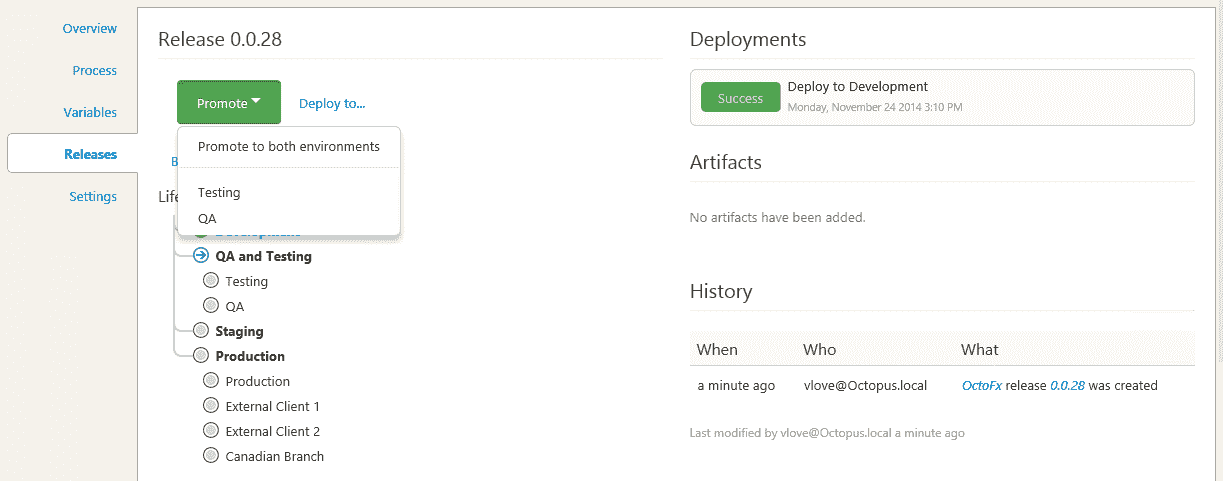 Overview
Process
Variables
Releases
Settings
Release 0.0.28
Promote
Deploy to...
Promote to both environments
Testing
QA
B
Life
QA and Testing
Testing
QA
Staging
Production
Production
External Client 1
External Client 2
Canadian Branch
Deployments
Success
Deploy to Development
Monday, November 24 2014 3:10 PM
Artifacts
No artifacts have been added.
History
When Who What
a minute ago vlove@Octopus.local OctoFx release 0.0.28 was created
Last modified by vlove@Octopus.local a minute ago